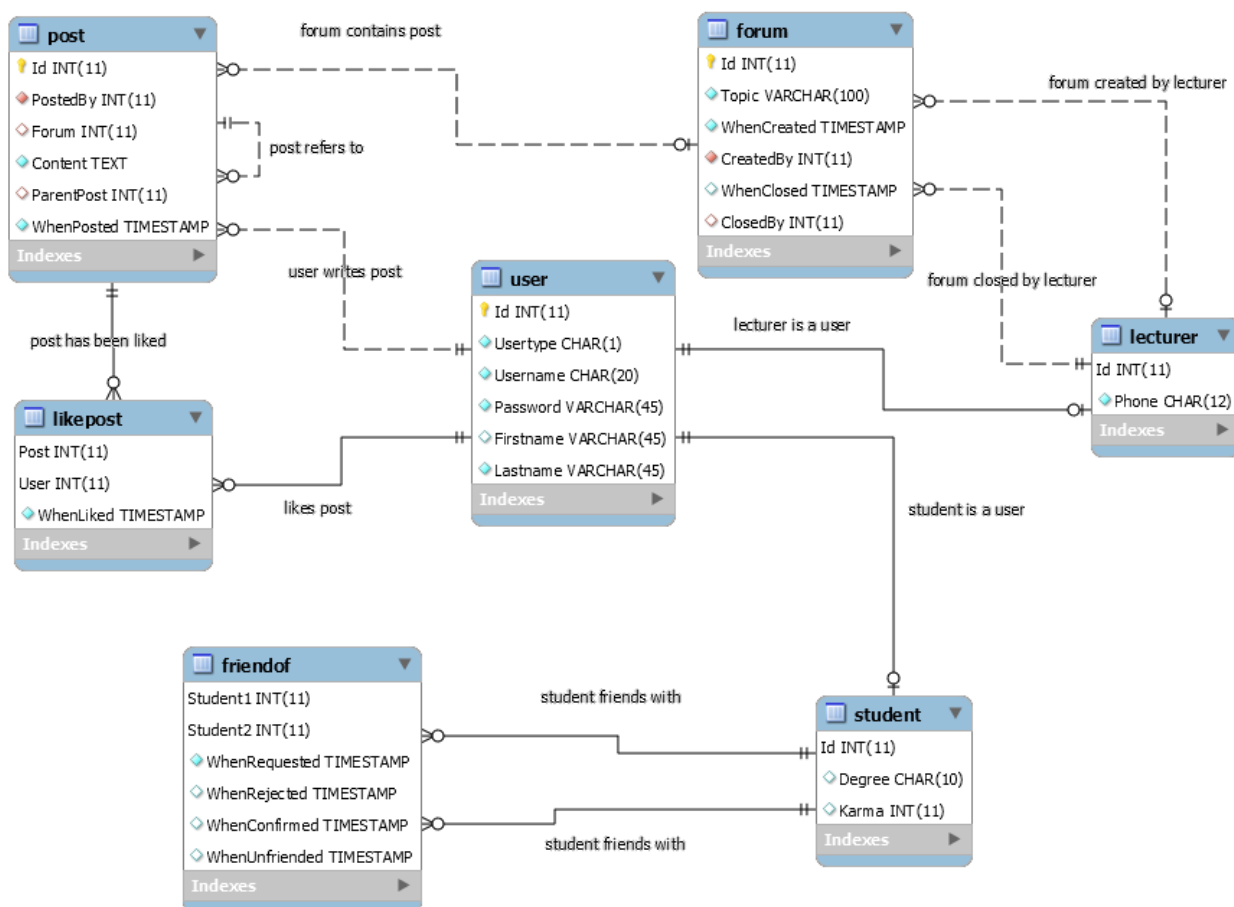 post
Id INT(11)
PostedBy INT(11)
Forum INT(11)
Content TEXT
ParentPost INT(11)
WhenPosted TIMESTAMP
Indexes
forum contains post
post refers to
forum
Id INT(11)
Topic VARCHAR(100)
WhenCreated TIMESTAMP
CreatedBy INT(11)
WhenClosed TIMESTAMP
ClosedBy INT(11)
Indexes
forum created by lecturer
user writes post
forum closed by lecturer
user
Id INT(11)
Usertype CHAR(1)
Username CHAR(20)
Password VARCHAR(45)
Firstname VARCHAR(45)
Lastname VARCHAR(45)
Indexes
lecturer is a user
lecturer
Id INT(11)
Phone CHAR(12)
Indexes
post has been liked
likepost
Post INT(11)
User INT(11)
WhenLiked TIMESTAMP
Indexes
likes post
student is a user
friendof
Student1 INT(11)
Student2 INT(11)
WhenRequested TIMESTAMP
WhenRejected TIMESTAMP
WhenConfirmed TIMESTAMP
WhenUnfriended TIMESTAMP
Indexes
student friends with
student friends with
student
Id INT(11)
Degree CHAR(10)
Karma INT(11)
Indexes